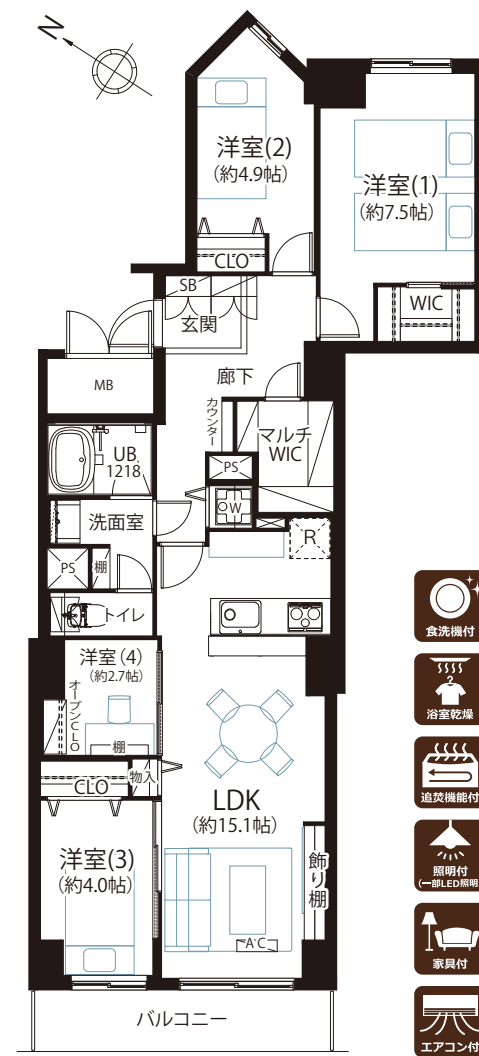 N
洋室(2)
(約4.9帖)
洋室(1)
(約7.5帖)
CLO
SB
玄関
WIC
MB
廊下
カウンター
マルチ
WIC
UB
1218
PS
W
洗面室
R
PS
棚
トイレ
洋室(4)
(約2.7帖)
オープンCLO
棚
CLO
物入
LDK
(約15.1帖)
洋室(3)
(約4.0帖)
飾り棚
A'C
バルコニー
食洗機付
浴室乾燥
追焚機能付
照明付
(一部LED照明
家具付
エアコン付